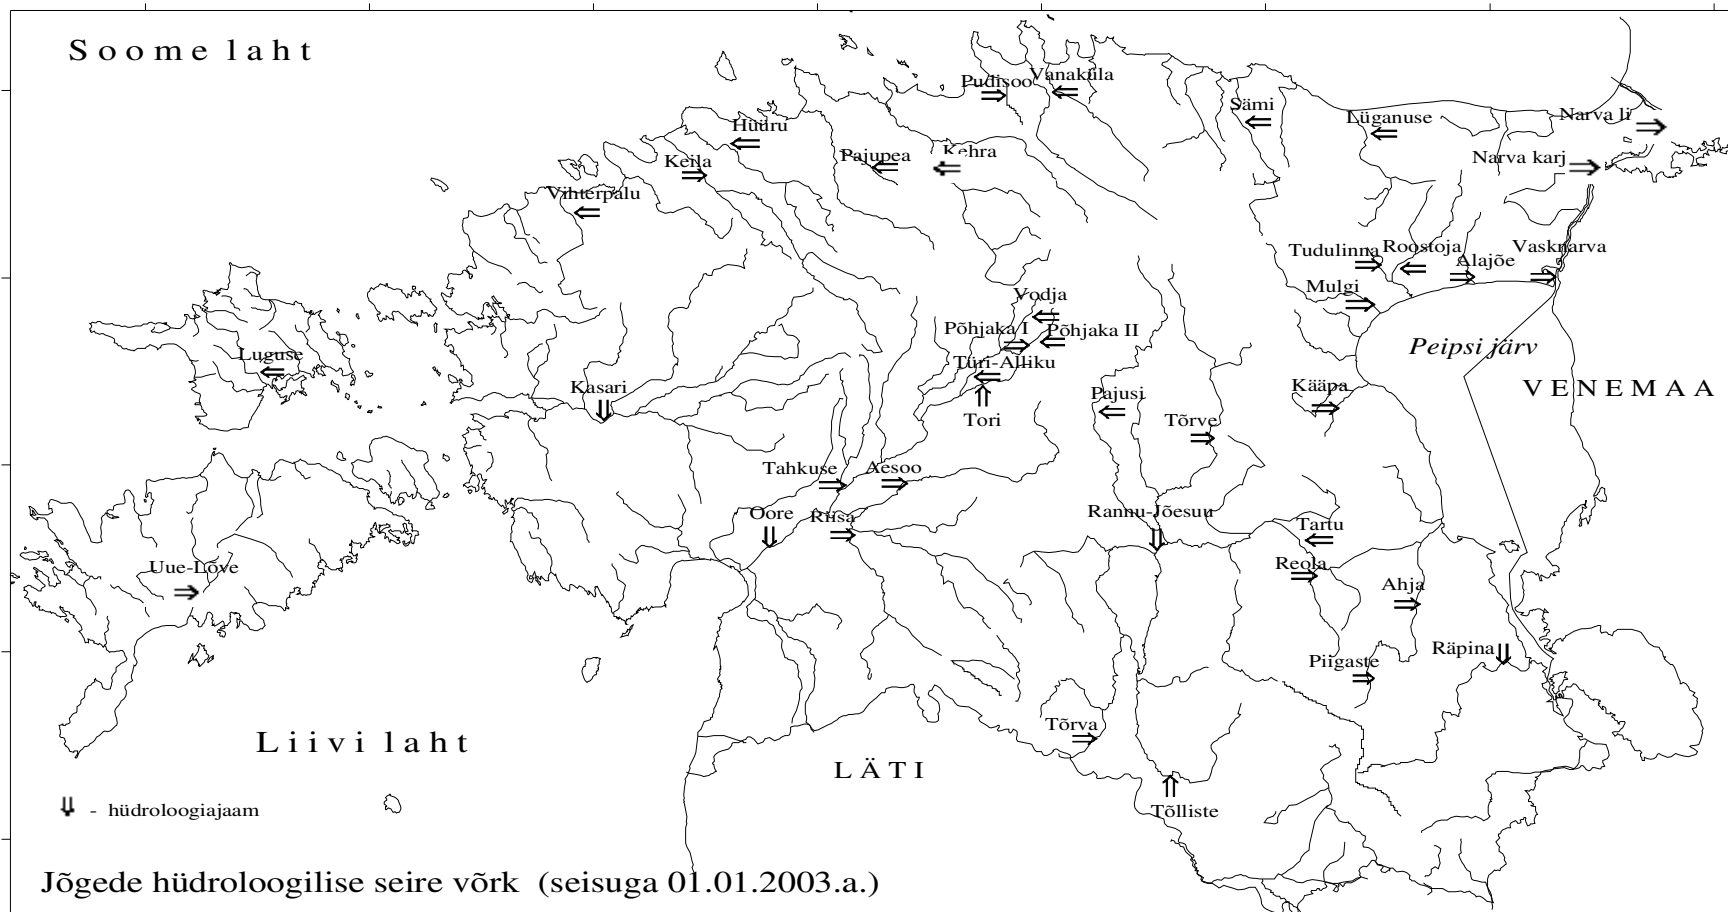 Soome laht
Pudisoo
Vanaküla
Sämi
Lüganuse
Narva li
Hüüru
Keila
Pajupea
Kehra
Narva karj
Vihterpalu
Tudulinna
Roostoja
Alajõe
Vasknarva
Mulgi
Vodja
Põhjaka I
Põhjaka II
Peipsi järv
Türi-Alliku
Luguse
Kasari
Tori
Pajusi
Kääpa
VENEMAA
Tõrve
Tahkuse
Aesoo
Oore
Riisa
Rannu-Jõesuu
Tartu
Uue-Lõve
Reola
Ahja
Räpina
Piigaste
Tõrva
Liivi laht
LÄTI
Tõlliste
- hüdroloogiajaam
Jõgede hüdroloogilise seire võrk (seisuga 01.01.2003.a.)